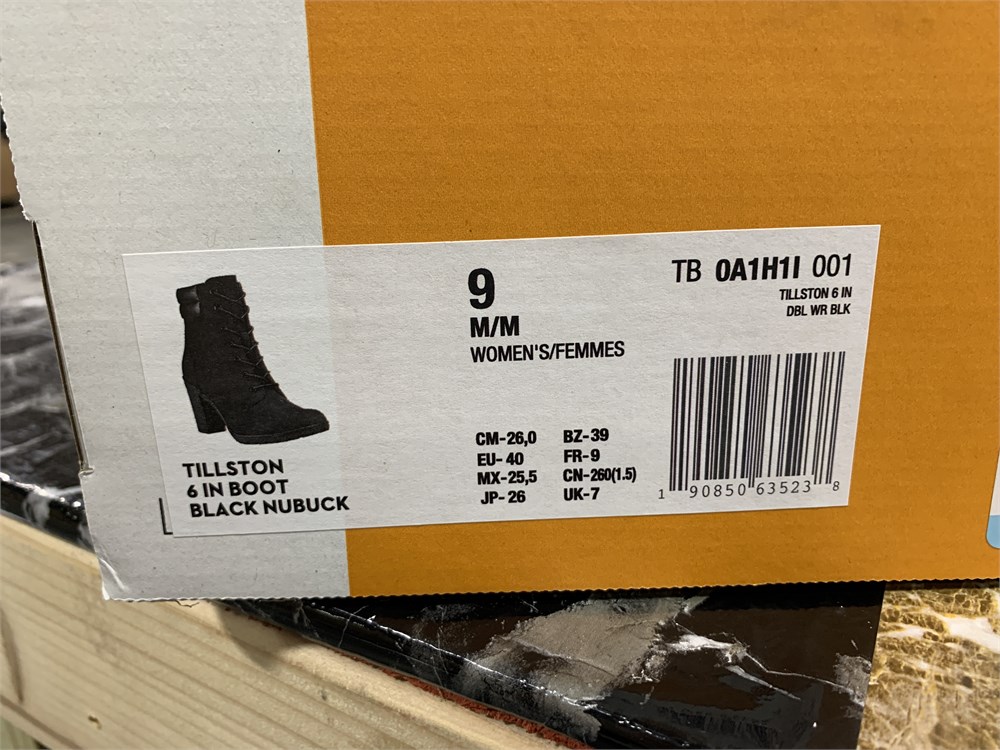 TILLSTON
6 IN BOOT
BLACK NUBUCK
9
M/M
WOMEN'S/FEMMES
CM-26,0 BZ-39
EU- 40 FR-9
MX-25,5 CN-260(1.5)
JP- 26 UK-7
TB 0A1H1I 001
TILLSTON 6 IN
DBL WR BLK
1 90850 63523 8